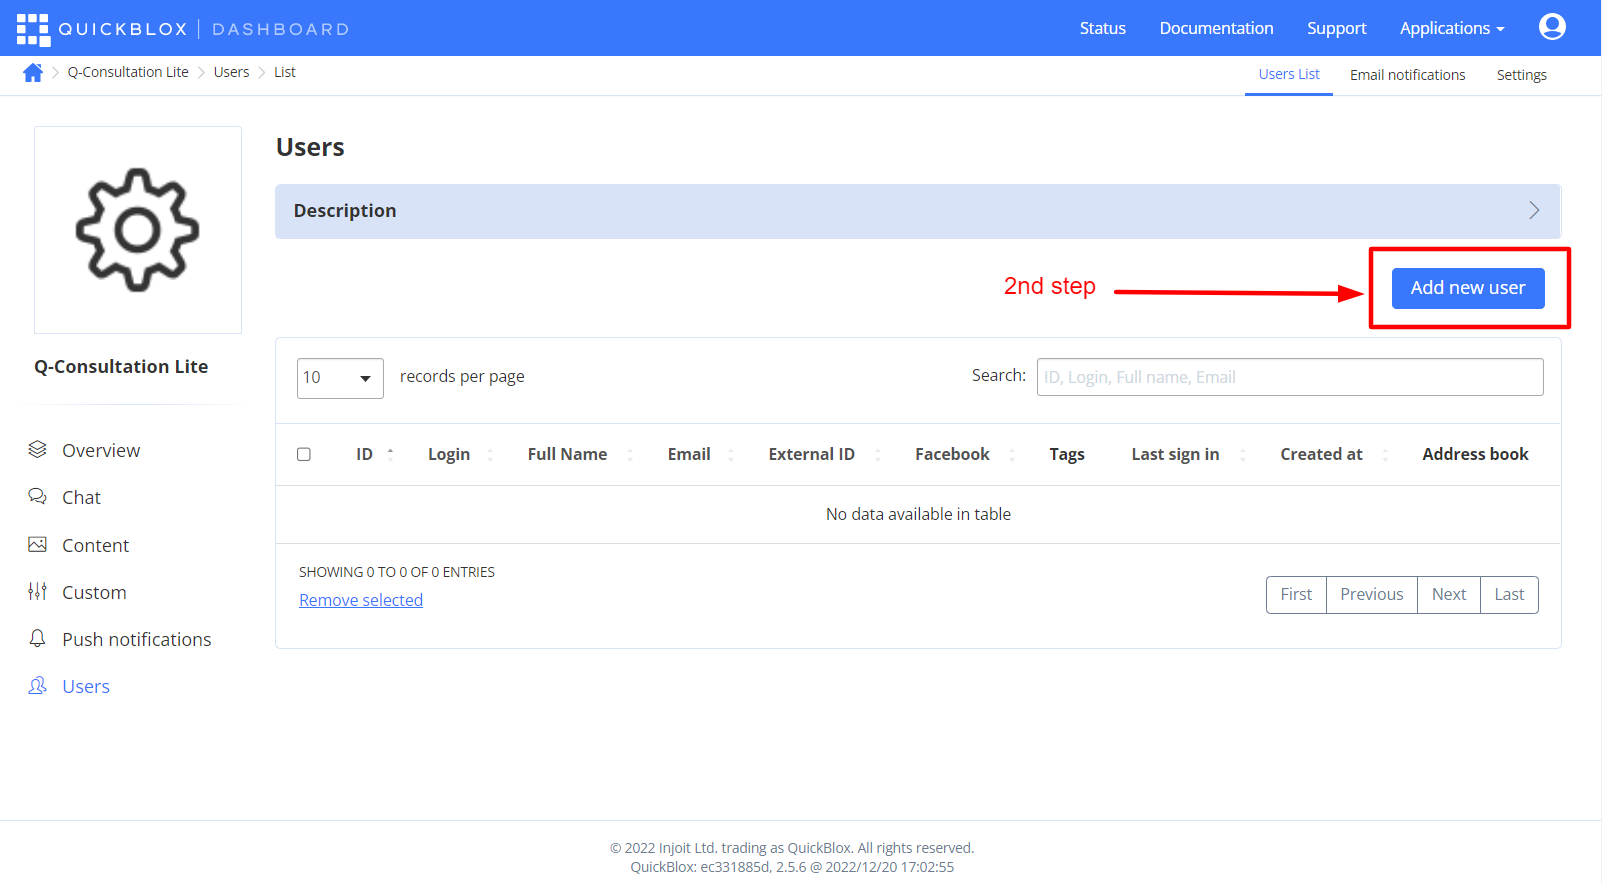 QUICKBLOX | DASHBOARD
Status Documentation Support Applications
Q-Consultation Lite Users List
Users List Email notifications Settings
Users
Description
2nd step
Add new user
Q-Consultation Lite
10 records per page
Search: ID, Login, Full name, Email
ID Login Full Name Email External ID Facebook Tags Last sign in Created at Address book
No data available in table
SHOWING 0 TO 0 OF 0 ENTRIES
Remove selected
First Previous Next Last
Overview
Chat
Content
Custom
Push notifications
Users
© 2022 Injoit Ltd. trading as QuickBlox. All rights reserved.
QuickBlox: ec331885d, 2.5.6 @ 2022/12/20 17:02:55